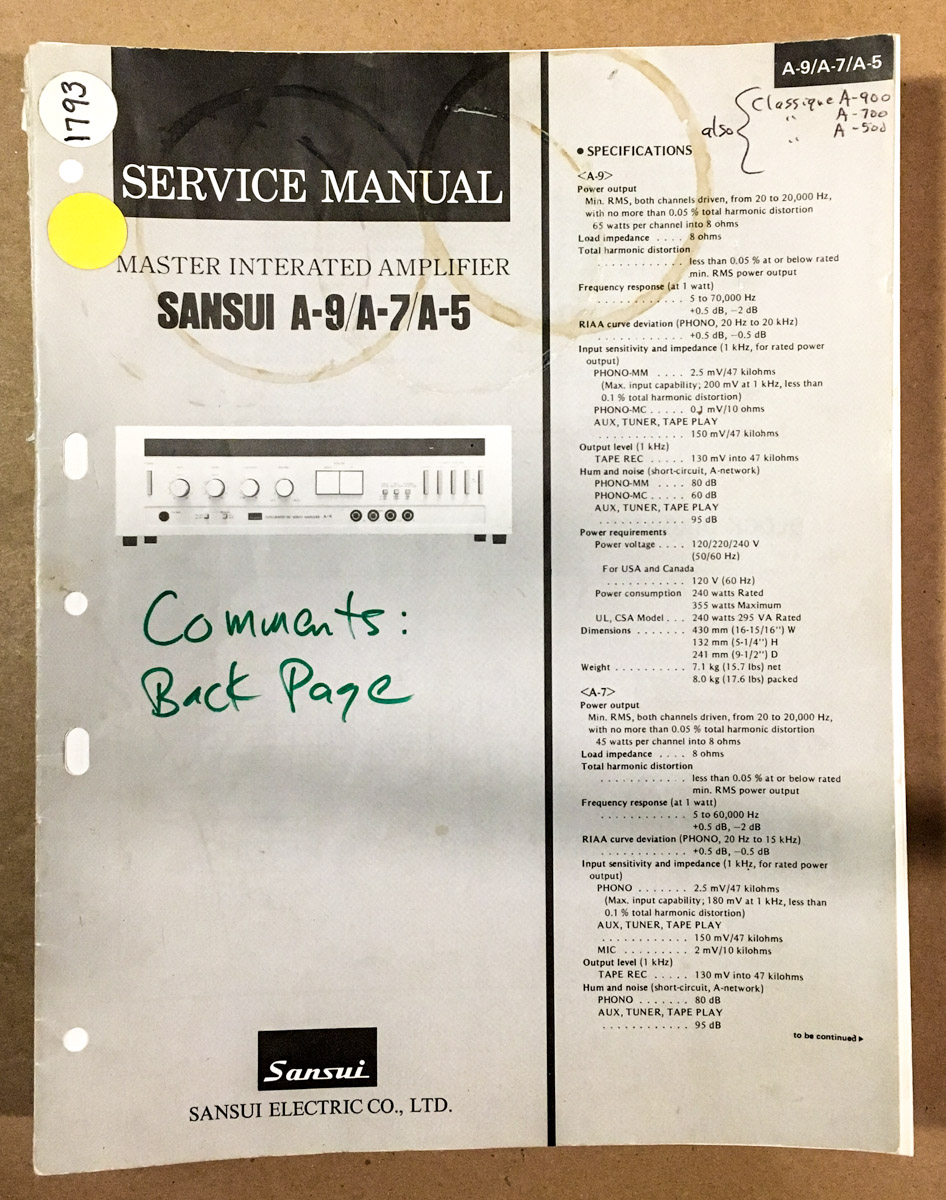 1793
SERVICE MANUAL
MASTER INTERATED AMPLIFIER
SANSUI A-9/A-7/A-5
Comments:
Back Page
Sansui
SANSUI ELECTRIC CO., LTD.
A-9/A-7/A-5
also { Classique A-900
" A-700
" A-500
• SPECIFICATIONS
<A-9>
Power output
Min. RMS, both channels driven, from 20 to 20,000 Hz,
with no more than 0.05 % total harmonic distortion
65 watts per channel into 8 ohms
Load impedance .... 8 ohms
Total harmonic distortion
............ less than 0.05 % at or below rated
min. RMS power output
Frequency response (at 1 watt)
............ 5 to 70,000 Hz
+0.5 dB, −2 dB
RIAA curve deviation (PHONO, 20 Hz to 20 kHz)
............ +0.5 dB, −0.5 dB
Input sensitivity and impedance (1 kHz, for rated power
output)
PHONO-MM .... 2.5 mV/47 kilohms
(Max. input capability; 200 mV at 1 kHz, less than
0.1 % total harmonic distortion)
PHONO-MC ..... mV/10 ohms
AUX, TUNER, TAPE PLAY
............ 150 mV/47 kilohms
Output level (1 kHz)
TAPE REC ..... 130 mV into 47 kilohms
Hum and noise (short-circuit, A-network)
PHONO-MM .... 80 dB
PHONO-MC ..... 60 dB
AUX, TUNER, TAPE PLAY
............ 95 dB
Power requirements
Power voltage .... 120/220/240 V
(50/60 Hz)
For USA and Canada
............ 120 V (60 Hz)
Power consumption 240 watts Rated
355 watts Maximum
UL, CSA Model ... 240 watts 295 VA Rated
Dimensions ....... 430 mm (16-15/16") W
132 mm (5-1/4") H
241 mm (9-1/2") D
Weight .......... 7.1 kg (15.7 lbs) net
8.0 kg (17.6 lbs) packed
<A-7>
Power output
Min. RMS, both channels driven, from 20 to 20,000 Hz,
with no more than 0.05 % total harmonic distortion
45 watts per channel into 8 ohms
Load impedance .... 8 ohms
Total harmonic distortion
............ less than 0.05 % at or below rated
min. RMS power output
Frequency response (at 1 watt)
............ 5 to 60,000 Hz
+0.5 dB, −2 dB
RIAA curve deviation (PHONO, 20 Hz to 15 kHz)
............ +0.5 dB, −0.5 dB
Input sensitivity and impedance (1 kHz, for rated power
output)
PHONO ....... 2.5 mV/47 kilohms
(Max. input capability; 180 mV at 1 kHz, less than
0.1 % total harmonic distortion)
AUX, TUNER, TAPE PLAY
............ 150 mV/47 kilohms
MIC ......... 2 mV/10 kilohms
Output level (1 kHz)
TAPE REC ..... 130 mV into 47 kilohms
Hum and noise (short-circuit, A-network)
PHONO ....... 80 dB
AUX, TUNER, TAPE PLAY
............ 95 dB
to be continued ▶